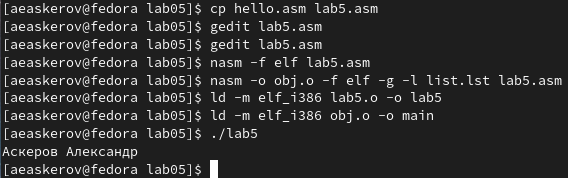 [aeaskerov@fedora lab05]$ cp hello.asm lab5.asm
[aeaskerov@fedora lab05]$ gedit lab5.asm
[aeaskerov@fedora lab05]$ gedit lab5.asm
[aeaskerov@fedora lab05]$ nasm -f elf lab5.asm
[aeaskerov@fedora lab05]$ nasm -o obj.o -f elf -g -l list.lst lab5.asm
[aeaskerov@fedora lab05]$ ld -m elf_i386 lab5.o -o lab5
[aeaskerov@fedora lab05]$ ld -m elf_i386 obj.o -o main
[aeaskerov@fedora lab05]$ ./lab5
Аскеров Александр
[aeaskerov@fedora lab05]$